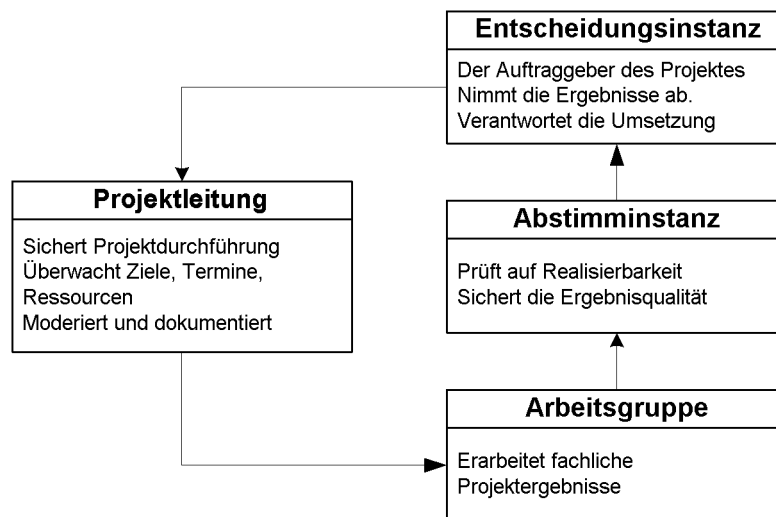 Entscheidungsinstanz
Der Auftraggeber des Projektes
Nimmt die Ergebnisse ab.
Verantwortet die Umsetzung
Projektleitung
Sichert Projektdurchführung
Überwacht Ziele, Termine,
Ressourcen
Moderiert und dokumentiert
Abstimminstanz
Prüft auf Realisierbarkeit
Sichert die Ergebnisqualität
Arbeitsgruppe
Erarbeitet fachliche
Projektergebnisse